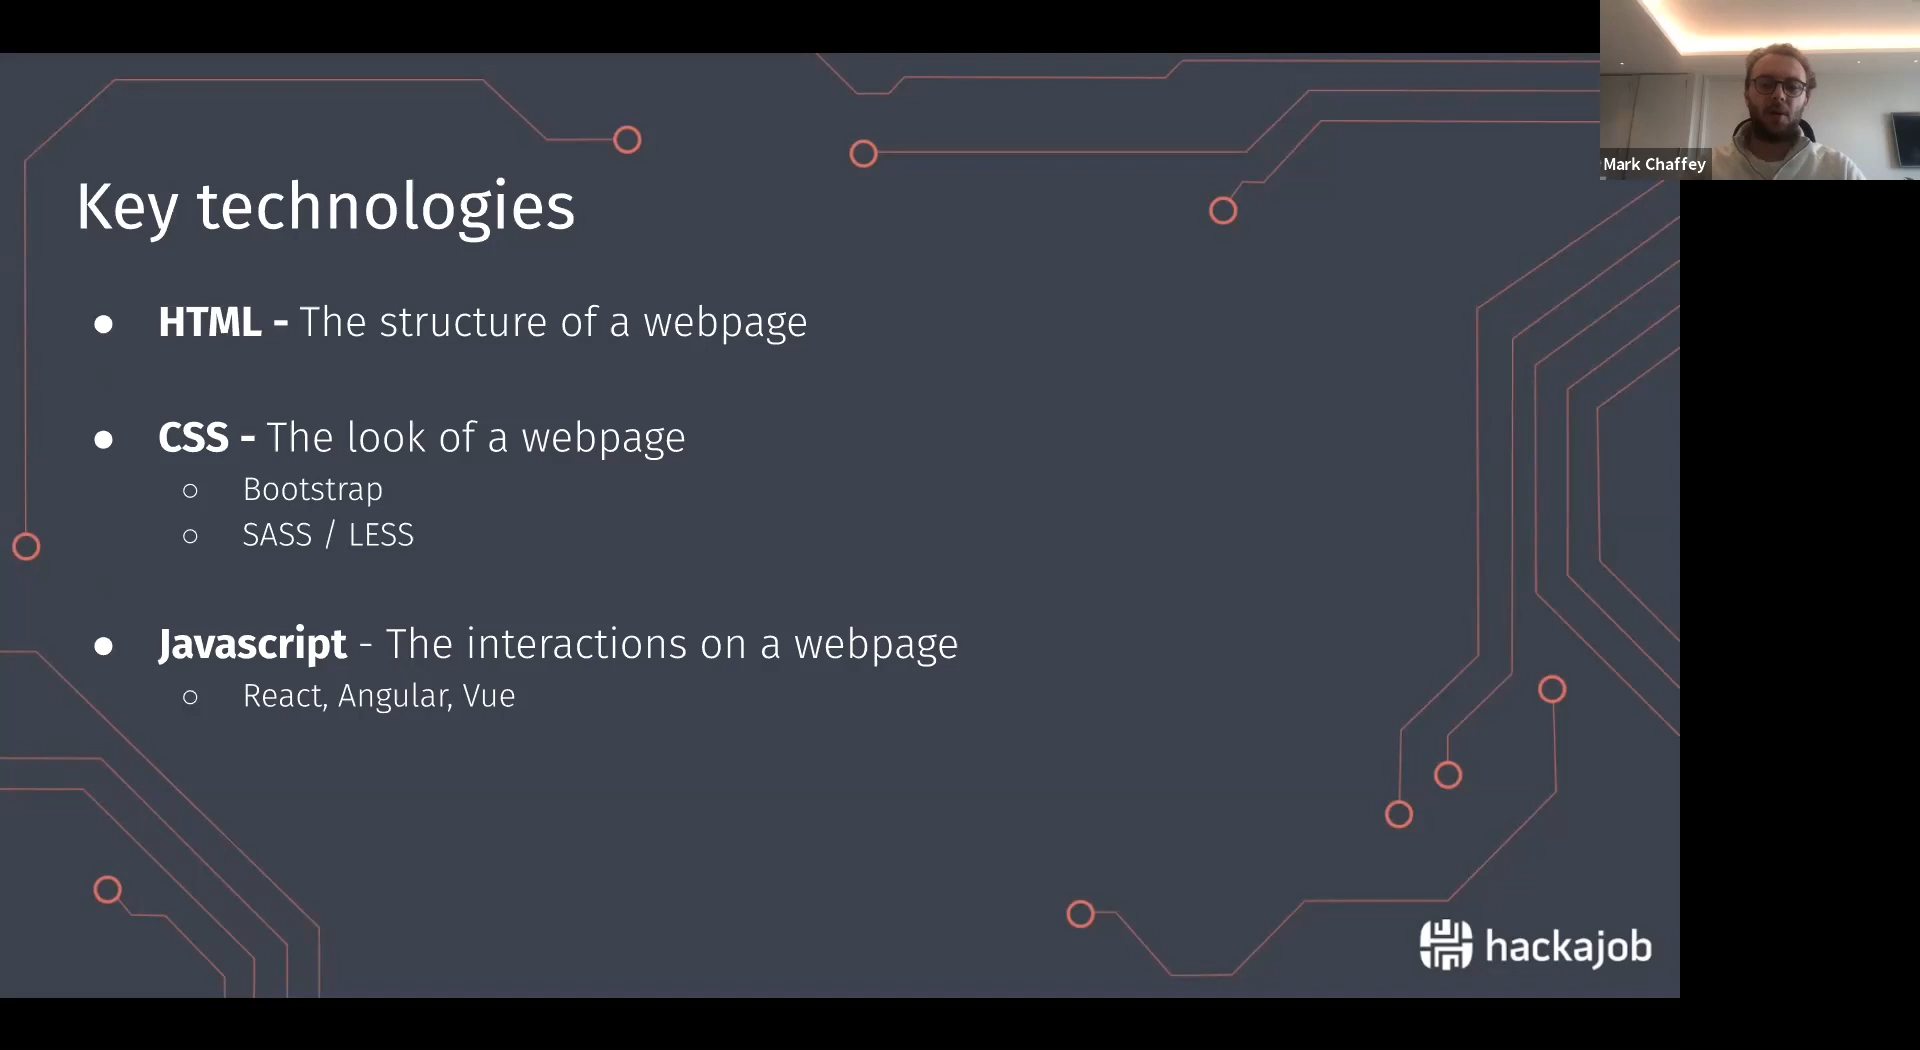 Mark Chaffey
Key technologies
● HTML - The structure of a webpage
● CSS - The look of a webpage
○ Bootstrap
○ SASS / LESS
● Javascript - The interactions on a webpage
○ React, Angular, Vue
hackajob